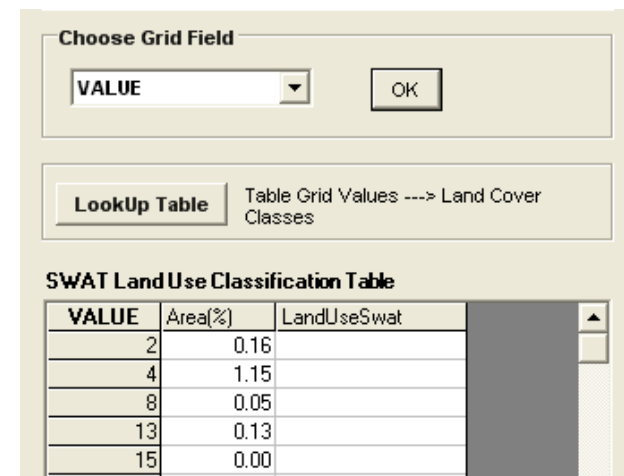 Choose Grid Field
VALUE OK
LookUp Table Table Grid Values ---> Land Cover
Classes
SWAT Land Use Classification Table
VALUE Area(%) LandUseSwat
2 0.16
4 1.15
8 0.05
13 0.13
15 0.00